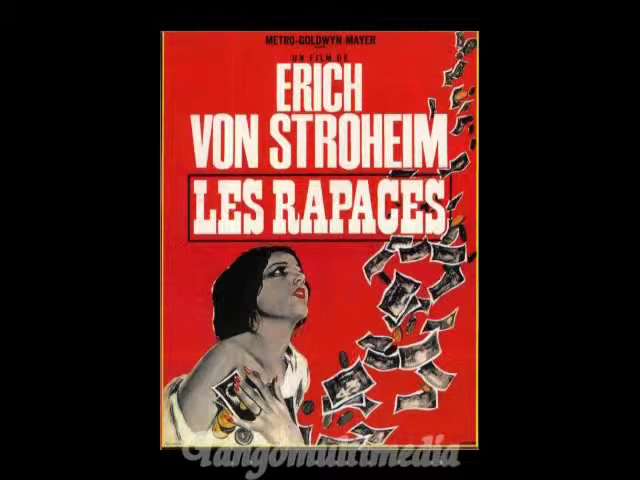 METRO-GOLDWYN MAYER
UN FILM DE
ERICH
VON STROHEIM
LES RAPACES
Tangomultimedia